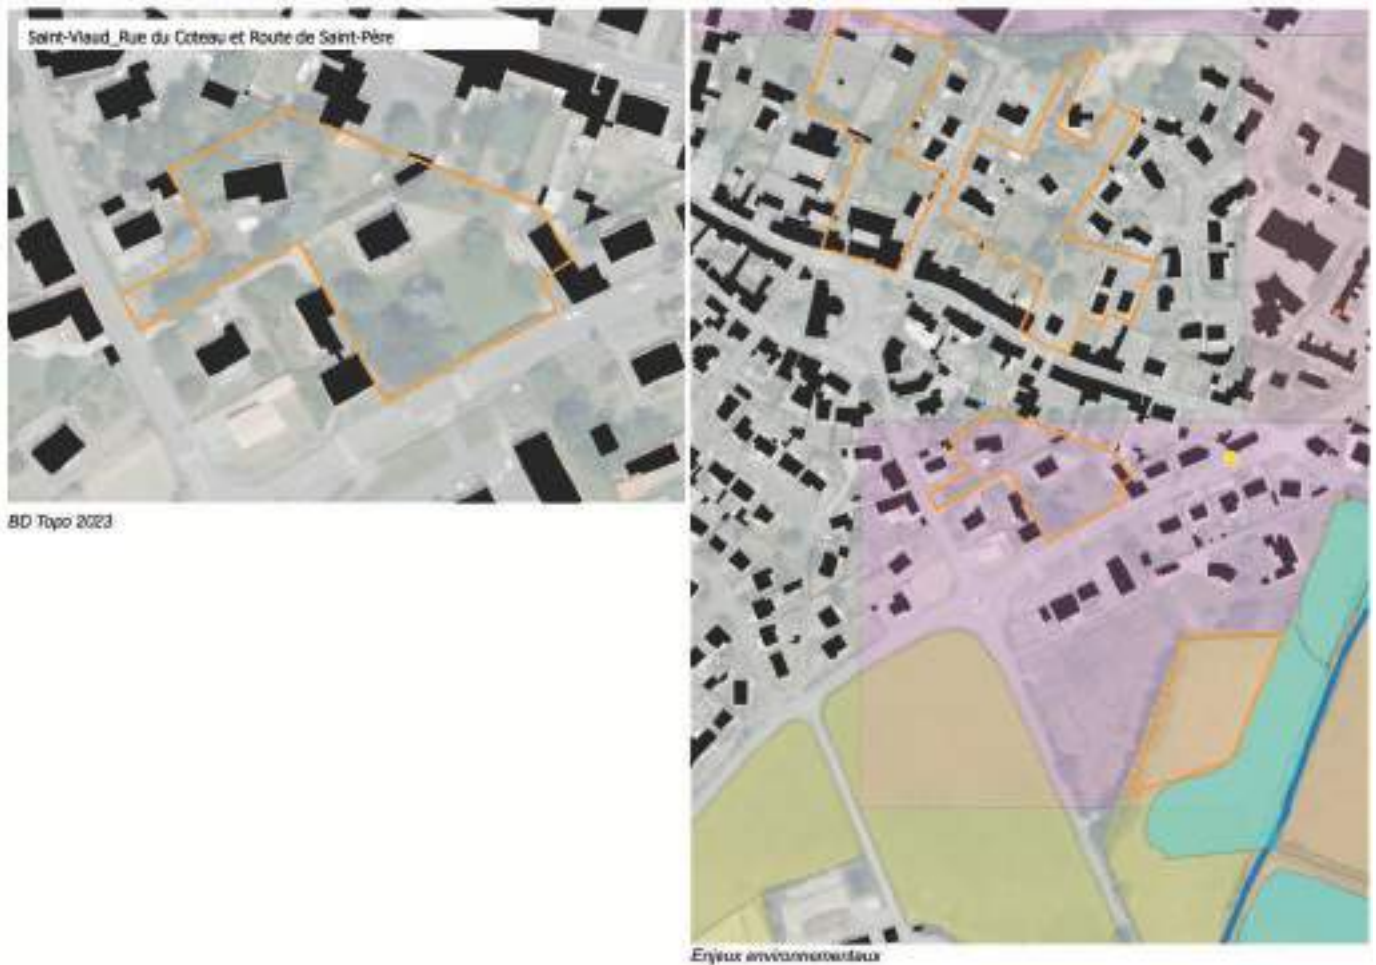 Saint-Viaud_Rue du Coteau et Route de Saint-Père
BD Topo 2023
Enjeux environnementaux